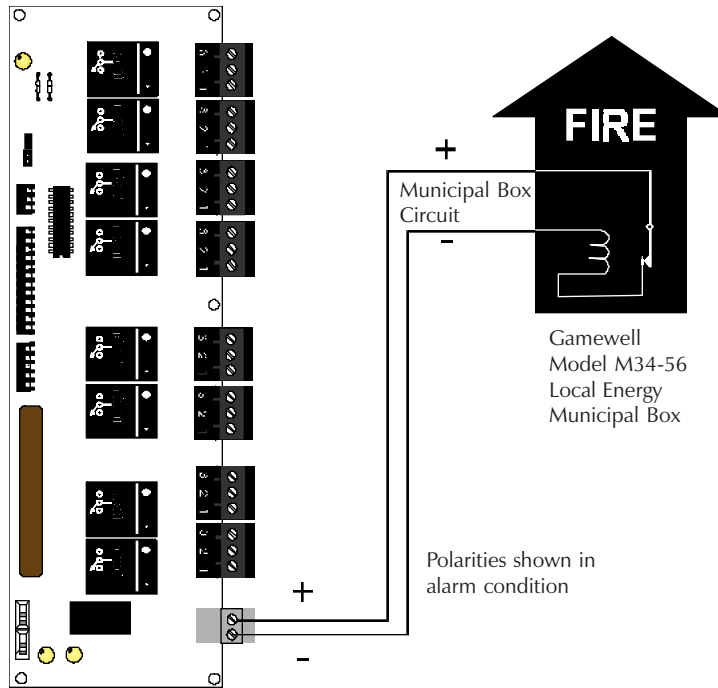 FIRE
+
Municipal Box
Circuit
-
Gamewell
Model M34-56
Local Energy
Municipal Box
Polarities shown in
alarm condition
+
-